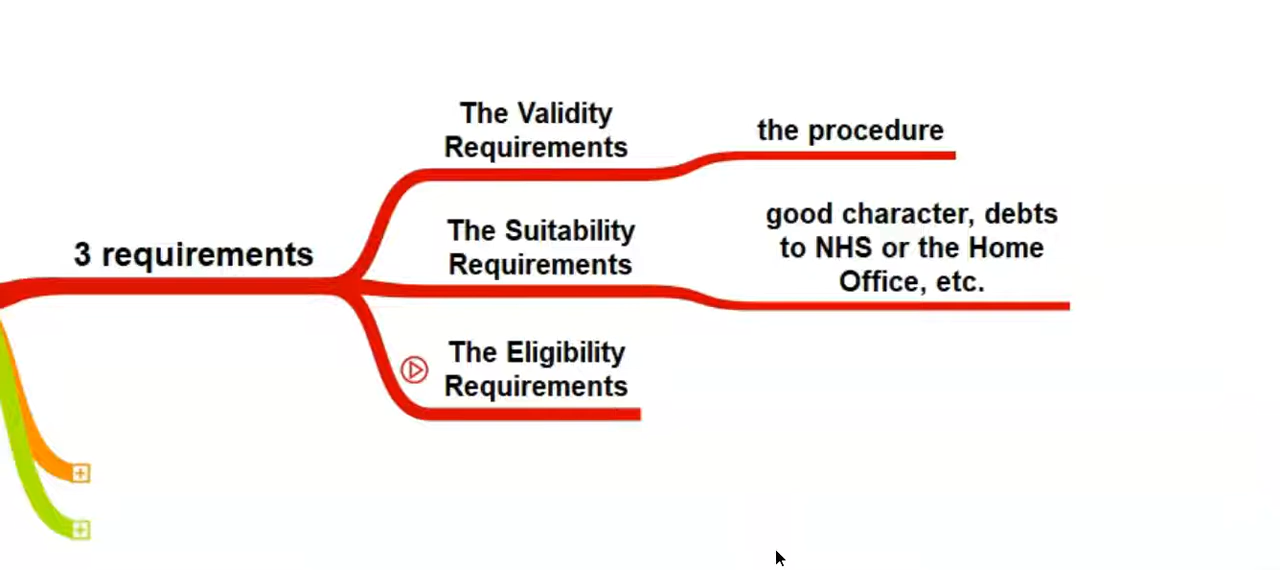 3 requirements
The Validity
Requirements
the procedure
The Suitability
Requirements
good character, debts
to NHS or the Home
Office, etc.
The Eligibility
Requirements